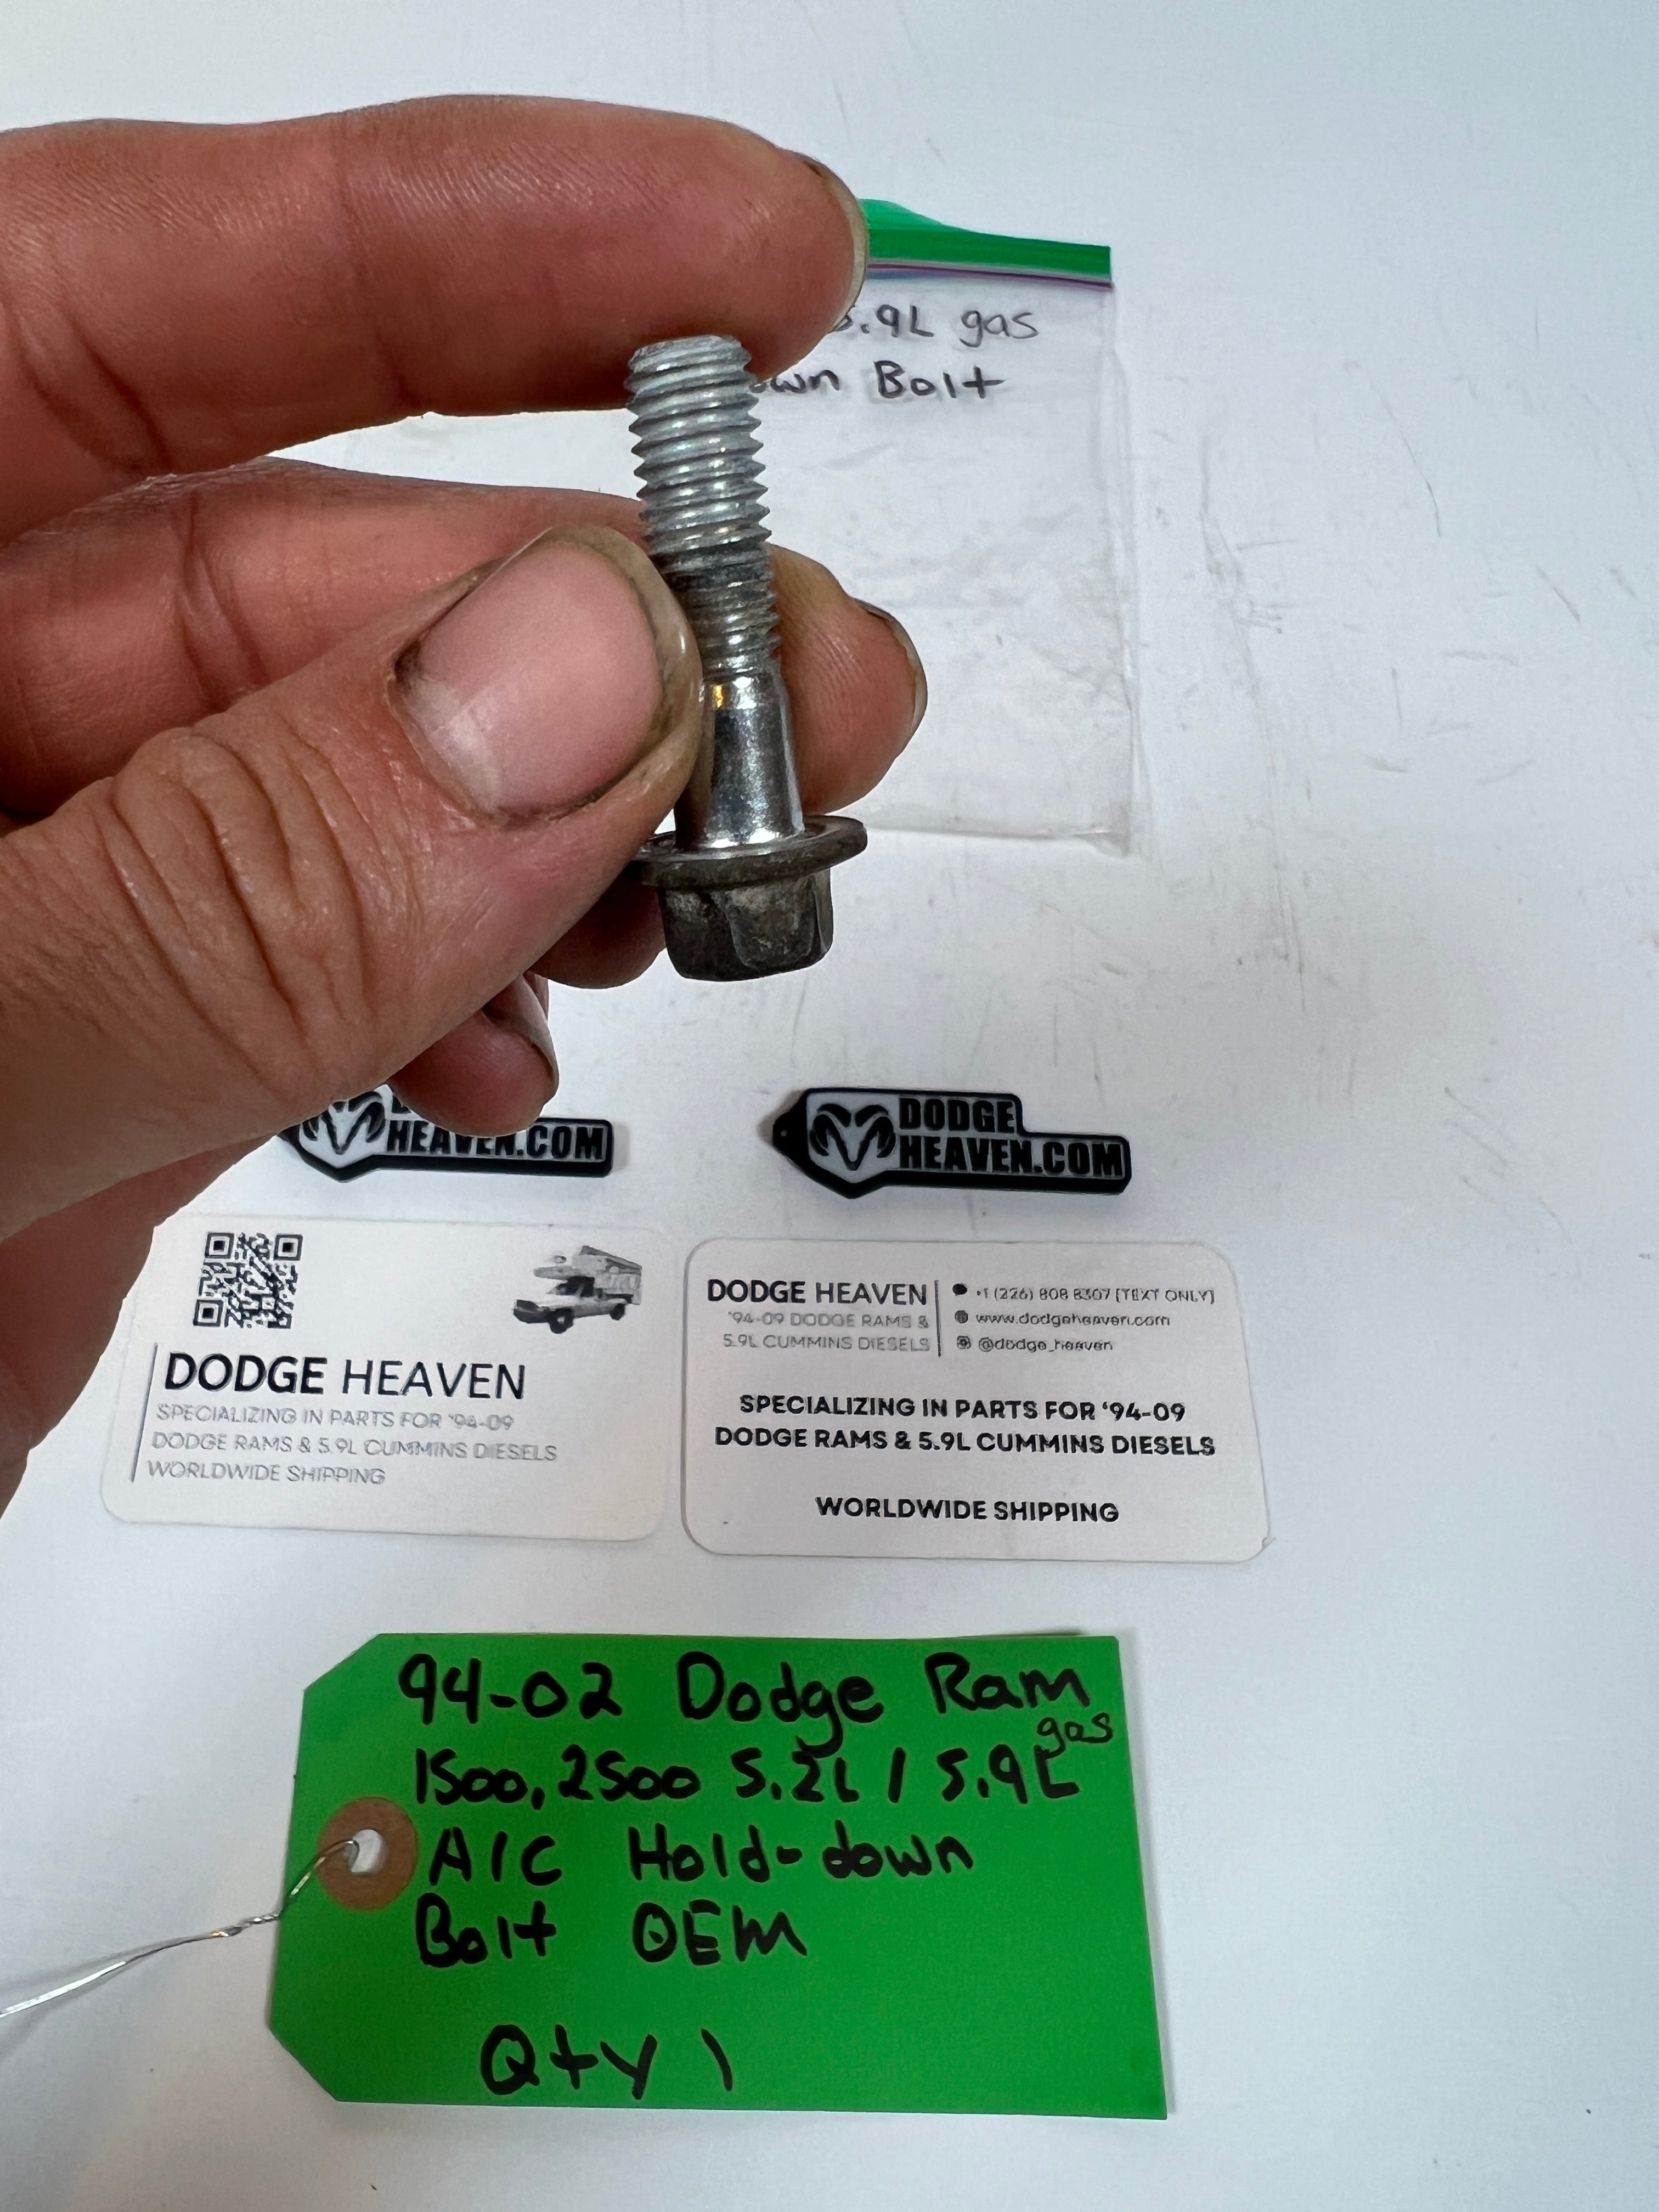 5.9L gas
wn Bolt
HEAVEN.COM
DODGE
HEAVEN.COM
DODGE HEAVEN
SPECIALIZING IN PARTS FOR '94-09
DODGE RAMS & 5.9L CUMMINS DIESELS
WORLDWIDE SHIPPING
DODGE HEAVEN
'94-09 DODGE RAMS &
5.9L CUMMINS DIESELS
+1 (226) 808 8307 [TEXT ONLY]
www.dodgeheaven.com
@dodge_heaven
SPECIALIZING IN PARTS FOR '94-09
DODGE RAMS & 5.9L CUMMINS DIESELS
WORLDWIDE SHIPPING
94-02 Dodge Ram
1500, 2500 5.2L / 5.9L gas
A/C Hold-down
Bolt OEM
Qty 1